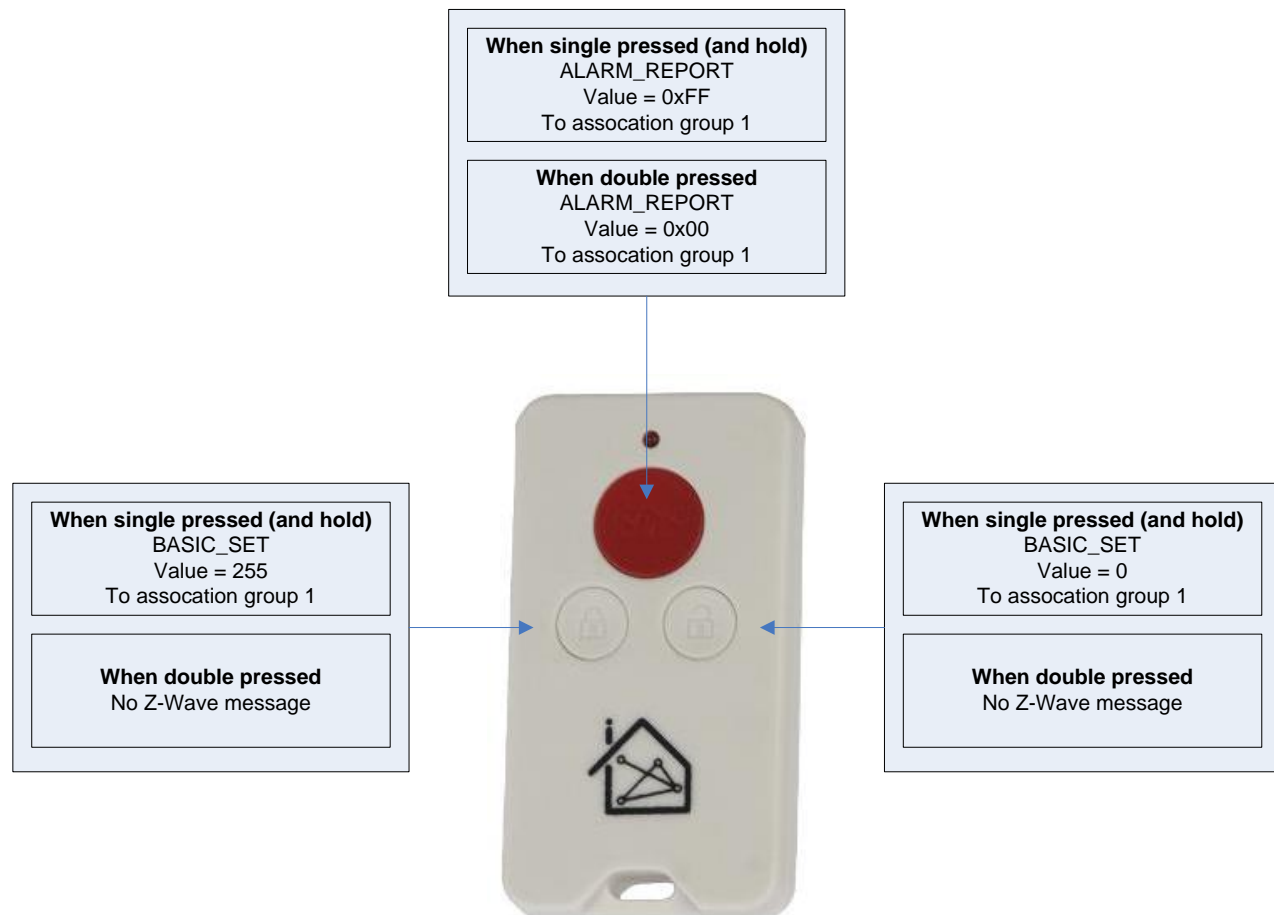 When single pressed (and hold)
ALARM_REPORT
Value = 0xFF
To assocation group 1
When double pressed
ALARM_REPORT
Value = 0x00
To assocation group 1
When single pressed (and hold)
BASIC_SET
Value = 255
To assocation group 1
When double pressed
No Z-Wave message
When single pressed (and hold)
BASIC_SET
Value = 0
To assocation group 1
When double pressed
No Z-Wave message